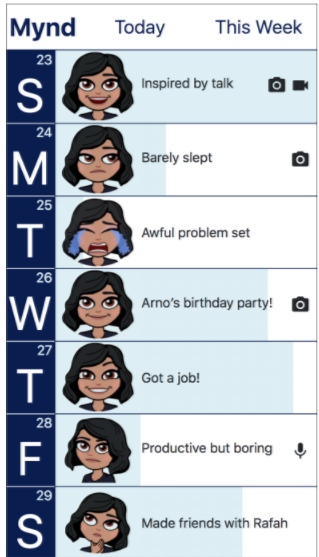 Mynd Today This Week
23
S Inspired by talk
24
M Barely slept
25
T Awful problem set
26
W Arno's birthday party!
27
T Got a job!
28
F Productive but boring
29
S Made friends with Rafah